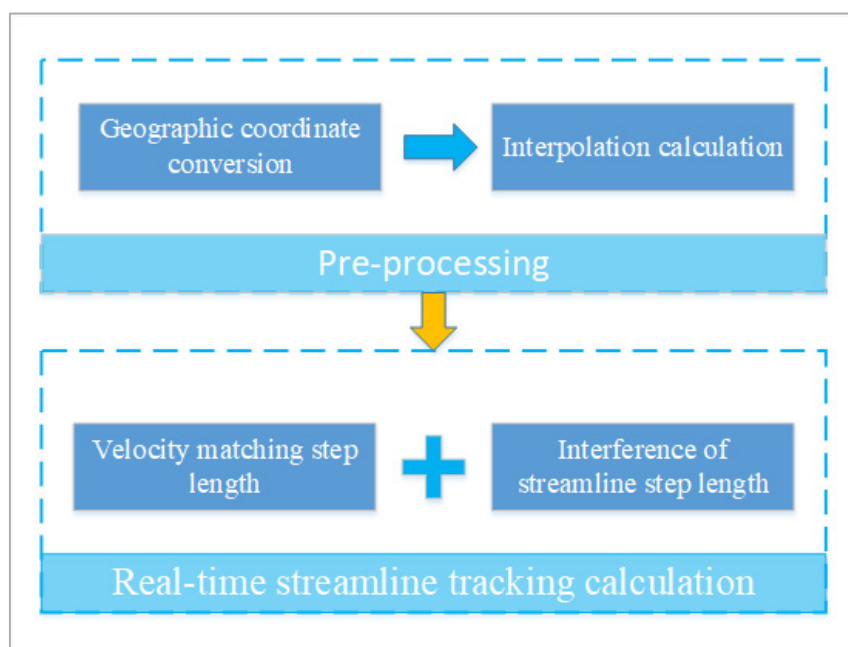 Geographic coordinate
conversion
Interpolation calculation
Pre-processing
Velocity matching step
length
Interference of
streamline step length
Real-time streamline tracking calculation